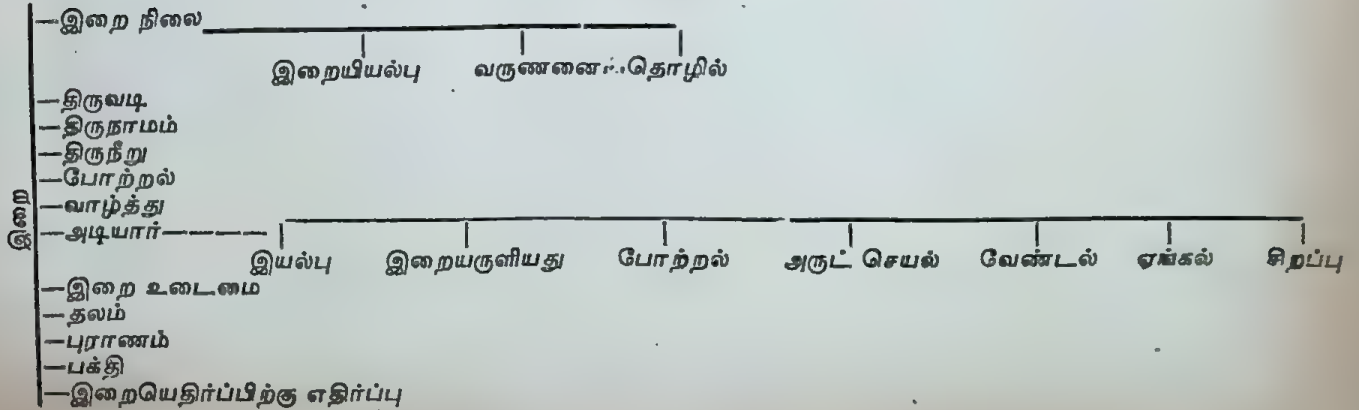 இறை
இறை நிலை
இறையியல்பு வருணனை தொழில்
திருவடி
திருநாமம்
திருநீறு
போற்றல்
வாழ்த்து
அடியார்
இயல்பு இறையருளியது போற்றல் அருட் செயல் வேண்டல் ஏங்கல் சிறப்பு
இறை உடைமை
தலம்
புராணம்
பக்தி
இறையெதிர்ப்பிற்கு எதிர்ப்பு